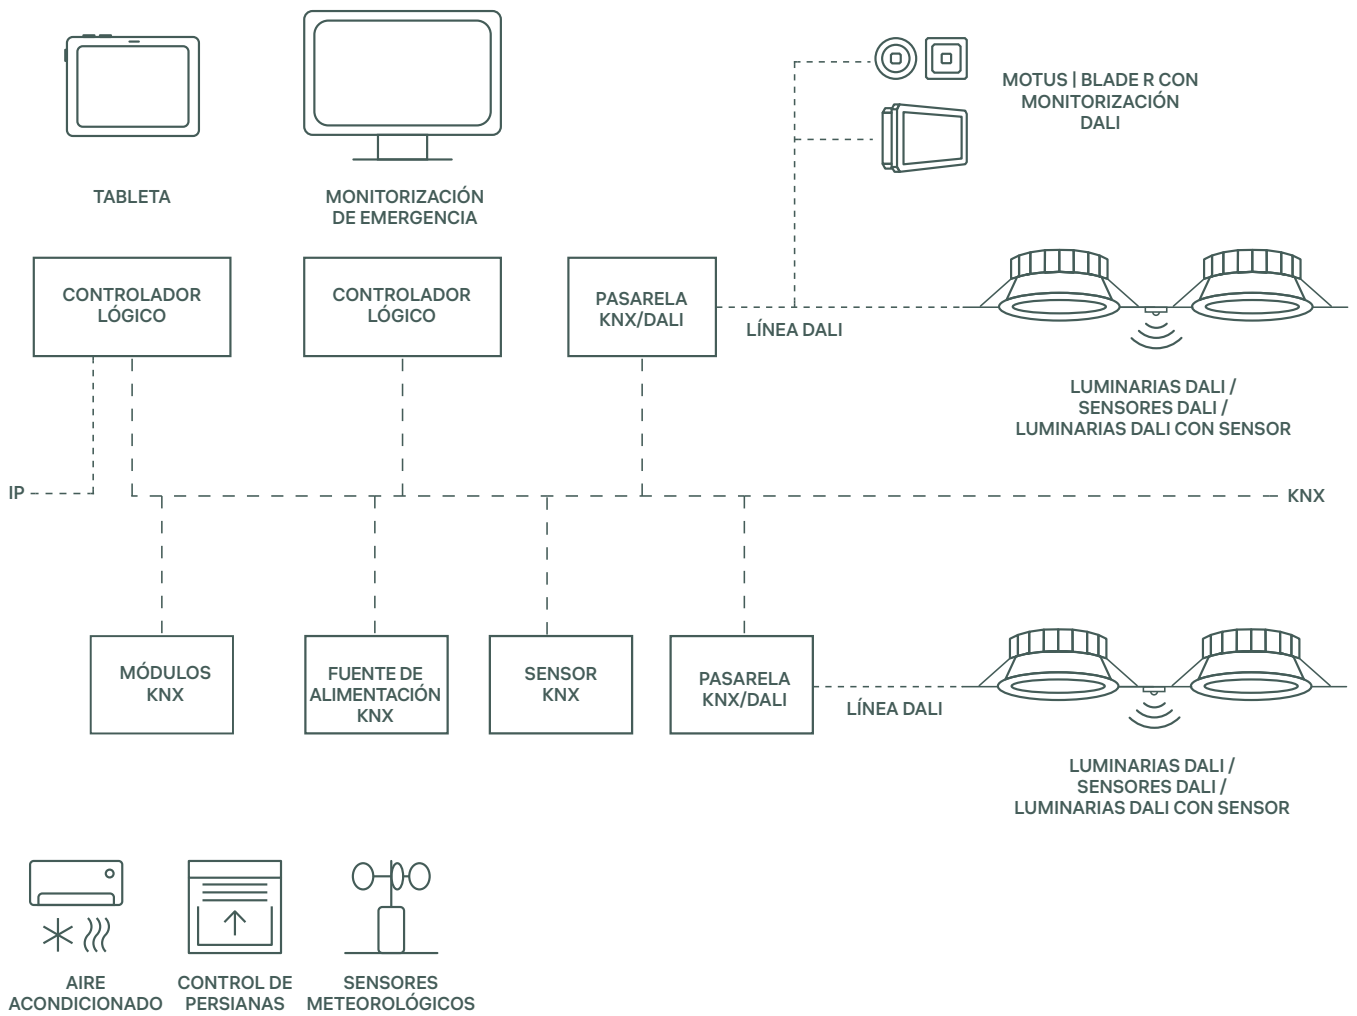 MOTUS | BLADE R CON
MONITORIZACIÓN
DALI
TABLETA
MONITORIZACIÓN
DE EMERGENCIA
CONTROLADOR
LÓGICO
CONTROLADOR
LÓGICO
PASARELA
KNX/DALI
LÍNEA DALI
LUMINARIAS DALI /
SENSORES DALI /
LUMINARIAS DALI CON SENSOR
IP
KNX
MÓDULOS
KNX
FUENTE DE
ALIMENTACIÓN
KNX
SENSOR
KNX
PASARELA
KNX/DALI
LÍNEA DALI
LUMINARIAS DALI /
SENSORES DALI /
LUMINARIAS DALI CON SENSOR
AIRE
ACONDICIONADO
CONTROL DE
PERSIANAS
SENSORES
METEOROLÓGICOS